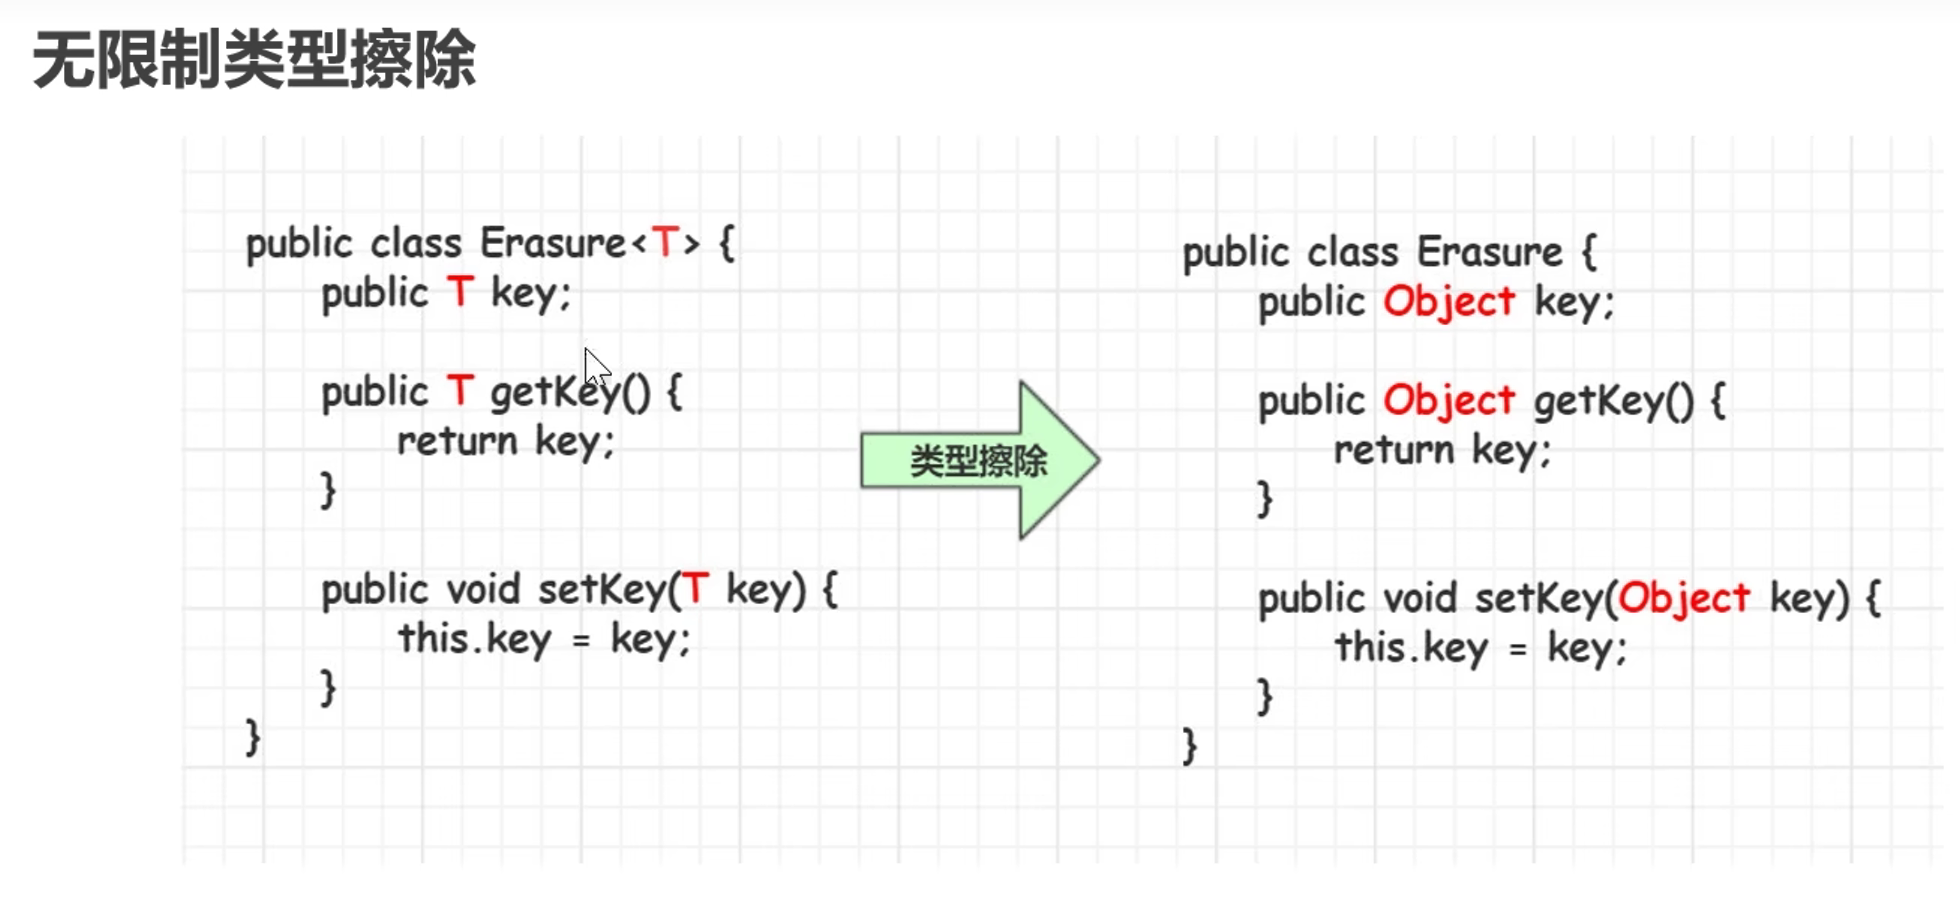 无限制类型擦除
public class Erasure<T> {
public T key;
public T getKey() {
return key;
}
public void setKey(T key) {
this.key = key;
}
}
类型擦除
public class Erasure {
public Object key;
public Object getKey() {
return key;
}
public void setKey(Object key) {
this.key = key;
}
}